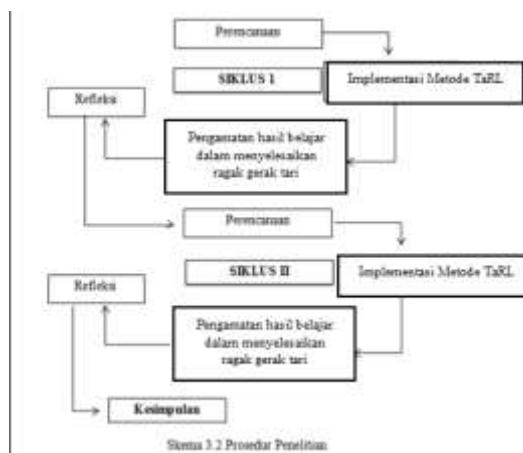 Perencanaan
SIKLUS I
Implementasi Metode TaRL
Refleksi
Pengamatan hasil belajar
dalam menyelesaikan
ragak gerak tari
Perencanaan
SIKLUS II
Implementasi Metode TaRL
Refleksi
Pengamatan hasil belajar
dalam menyelesaikan
ragak gerak tari
Kesimpulan
Skema 3.2 Prosedur Penelitian